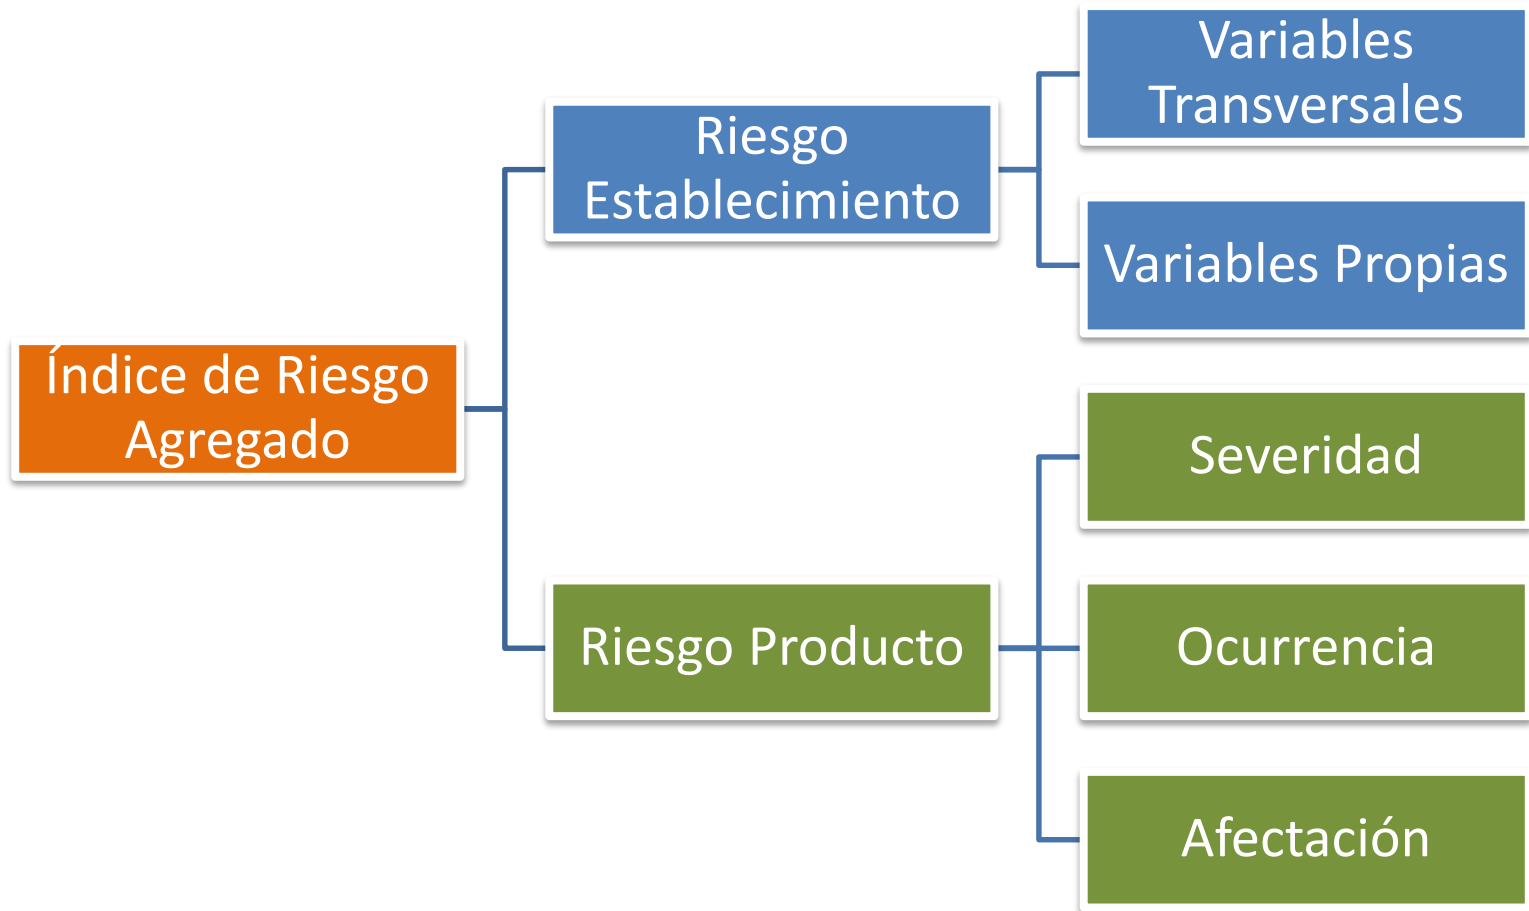 Variables
Transversales
Riesgo
Establecimiento
Variables Propias
Índice de Riesgo
Agregado
Severidad
Riesgo Producto
Ocurrencia
Afectación